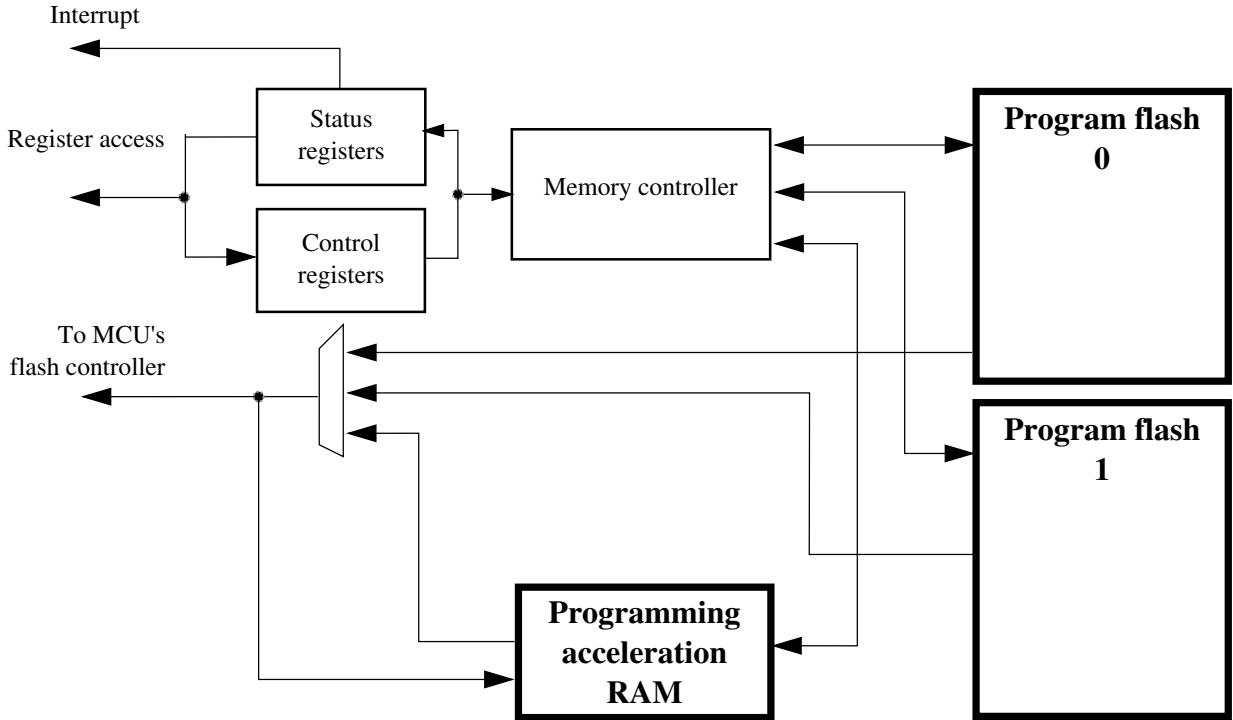 Interrupt
Register access
Status
registers
Control
registers
Memory controller
Program flash
0
To MCU's
flash controller
Program flash
1
Programming
acceleration
RAM